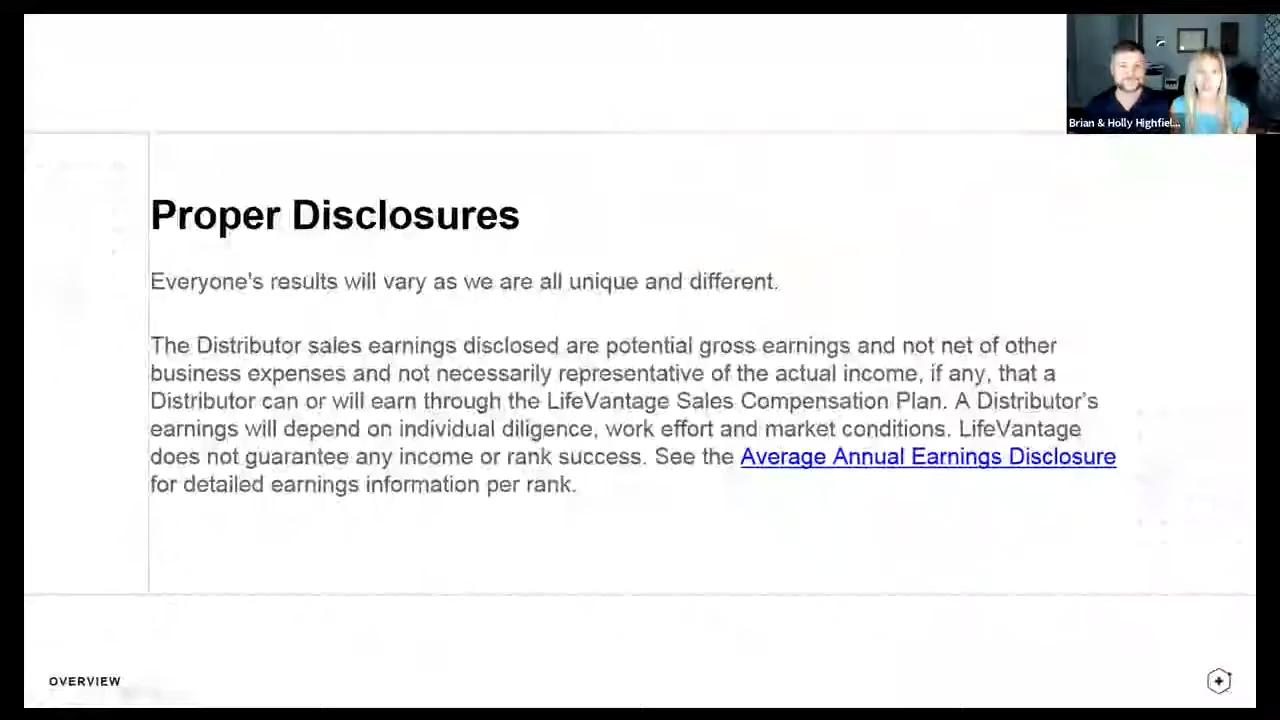 Brian & Holly Highfiel...
Proper Disclosures
Everyone's results will vary as we are all unique and different.
The Distributor sales earnings disclosed are potential gross earnings and not net of other
business expenses and not necessarily representative of the actual income, if any, that a
Distributor can or will earn through the LifeVantage Sales Compensation Plan. A Distributor's
earnings will depend on individual diligence, work effort and market conditions. LifeVantage
does not guarantee any income or rank success. See the Average Annual Earnings Disclosure
for detailed earnings information per rank.
OVERVIEW